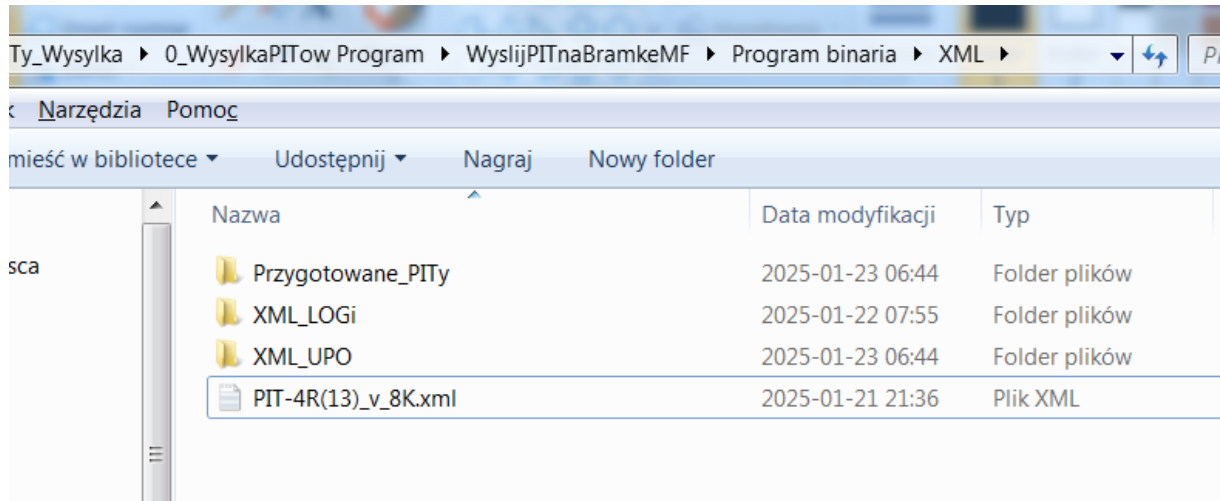 Ty_Wysylka ▸ 0_WysylkaPITow Program ▸ WyslijPITnaBramkeMF ▸ Program binaria ▸ XML ▸
Narzędzia Pomoc
mieść w bibliotece Udostępnij Nagraj Nowy folder
Nazwa Data modyfikacji Typ
sca
Przygotowane_PITy 2025-01-23 06:44 Folder plików
XML_LOGi 2025-01-22 07:55 Folder plików
XML_UPO 2025-01-23 06:44 Folder plików
PIT-4R(13)_v_8K.xml 2025-01-21 21:36 Plik XML